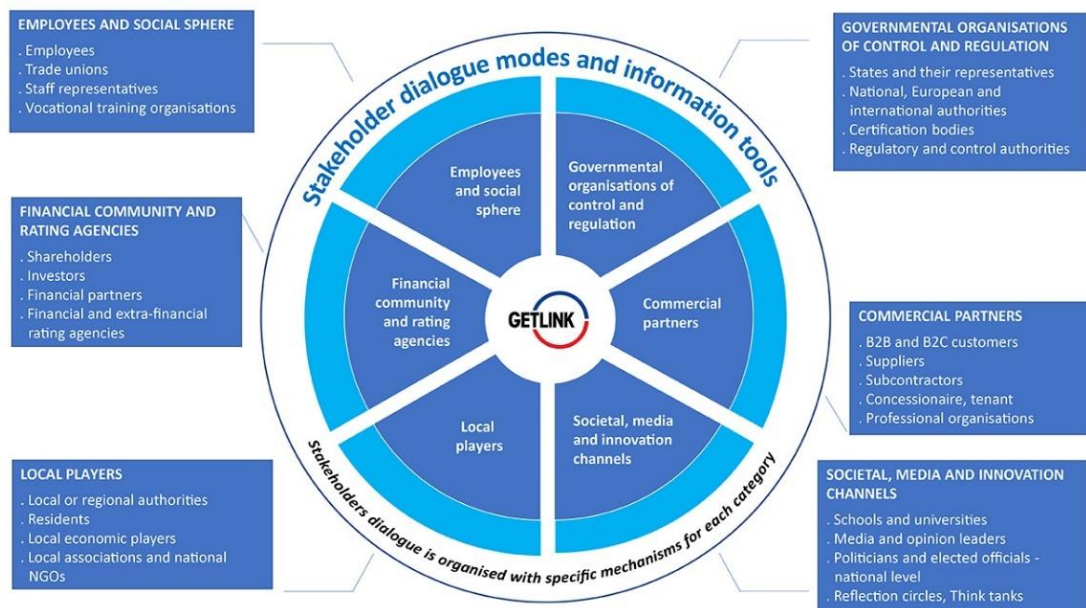 EMPLOYEES AND SOCIAL SPHERE
. Employees
. Trade unions
. Staff representatives
. Vocational training organisations
GOVERNMENTAL ORGANISATIONS
OF CONTROL AND REGULATION
. States and their representatives
. National, European and
international authorities
. Certification bodies
. Regulatory and control authorities
FINANCIAL COMMUNITY AND
RATING AGENCIES
. Shareholders
. Investors
. Financial partners
. Financial and extra-financial
rating agencies
COMMERCIAL PARTNERS
. B2B and B2C customers
. Suppliers
. Subcontractors
. Concessionaire, tenant
. Professional organisations
LOCAL PLAYERS
. Local or regional authorities
. Residents
. Local economic players
. Local associations and national
NGOs
SOCIETAL, MEDIA AND INNOVATION
CHANNELS
. Schools and universities
. Media and opinion leaders
. Politicians and elected officials -
national level
. Reflection circles, Think tanks
Stakeholder dialogue modes and information tools
Employees
and social
sphere
Governmental
organisations of
control and
regulation
Financial
community
and rating
agencies
GETLINK
Commercial
partners
Local
players
Societal, media
and innovation
channels
Stakeholders dialogue is organised with specific mechanisms for each category